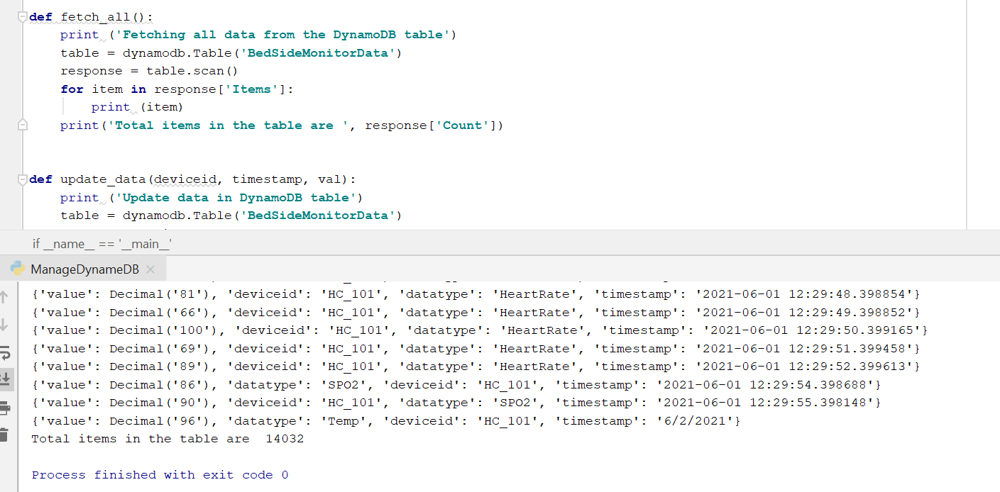 def fetch_all():
    print ('Fetching all data from the DynamoDB table')
    table = dynamodb.Table('BedSideMonitorData')
    response = table.scan()
    for item in response['Items']:
        print (item)
    print('Total items in the table are ', response['Count'])
def update_data(deviceid, timestamp, val):
    print ('Update data in DynamoDB table')
    table = dynamodb.Table('BedSideMonitorData')
if __name__ == '__main__'
ManageDynameDB
{'value': Decimal('81'), 'deviceid': 'HC_101', 'datatype': 'HeartRate', 'timestamp': '2021-06-01 12:29:48.398854'}
{'value': Decimal('66'), 'deviceid': 'HC_101', 'datatype': 'HeartRate', 'timestamp': '2021-06-01 12:29:49.398852'}
{'value': Decimal('100'), 'deviceid': 'HC_101', 'datatype': 'HeartRate', 'timestamp': '2021-06-01 12:29:50.399165'}
{'value': Decimal('69'), 'deviceid': 'HC_101', 'datatype': 'HeartRate', 'timestamp': '2021-06-01 12:29:51.399458'}
{'value': Decimal('89'), 'deviceid': 'HC_101', 'datatype': 'HeartRate', 'timestamp': '2021-06-01 12:29:52.399613'}
{'value': Decimal('86'), 'datatype': 'SPO2', 'deviceid': 'HC_101', 'timestamp': '2021-06-01 12:29:54.398688'}
{'value': Decimal('90'), 'deviceid': 'HC_101', 'datatype': 'SPO2', 'timestamp': '2021-06-01 12:29:55.398148'}
{'value': Decimal('96'), 'datatype': 'Temp', 'deviceid': 'HC_101', 'timestamp': '6/2/2021'}
Total items in the table are  14032
Process finished with exit code 0